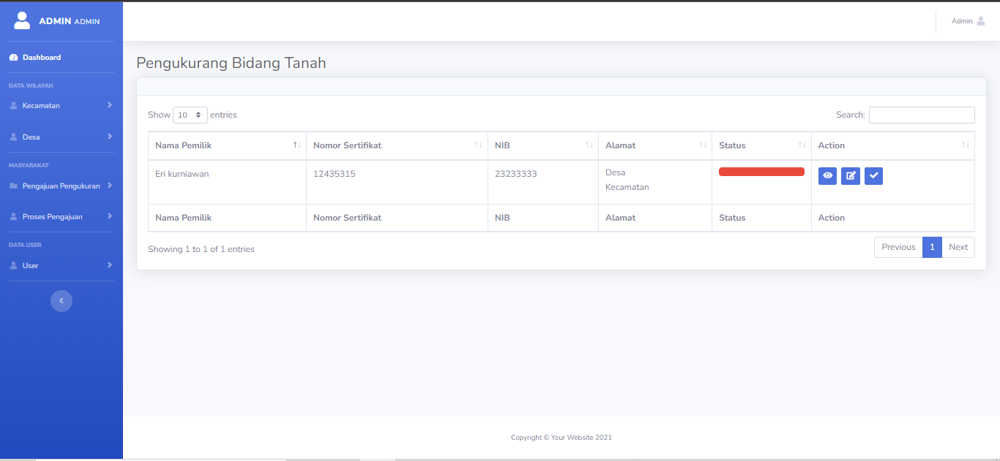 ADMIN ADMIN
Admin
Dashboard
DATA WILAYAH
Kecamatan
Desa
MASYARAKAT
Pengajuan Pengukuran
Proses Pengajuan
DATA USER
User
Pengukurang Bidang Tanah
Show 10 entries
Search:
Nama Pemilik Nomor Sertifikat NIB Alamat Status Action
Eri kurniawan 12435315 23233333 Desa
Kecamatan
Nama Pemilik Nomor Sertifikat NIB Alamat Status Action
Showing 1 to 1 of 1 entries
Previous 1 Next
Copyright © Your Website 2021